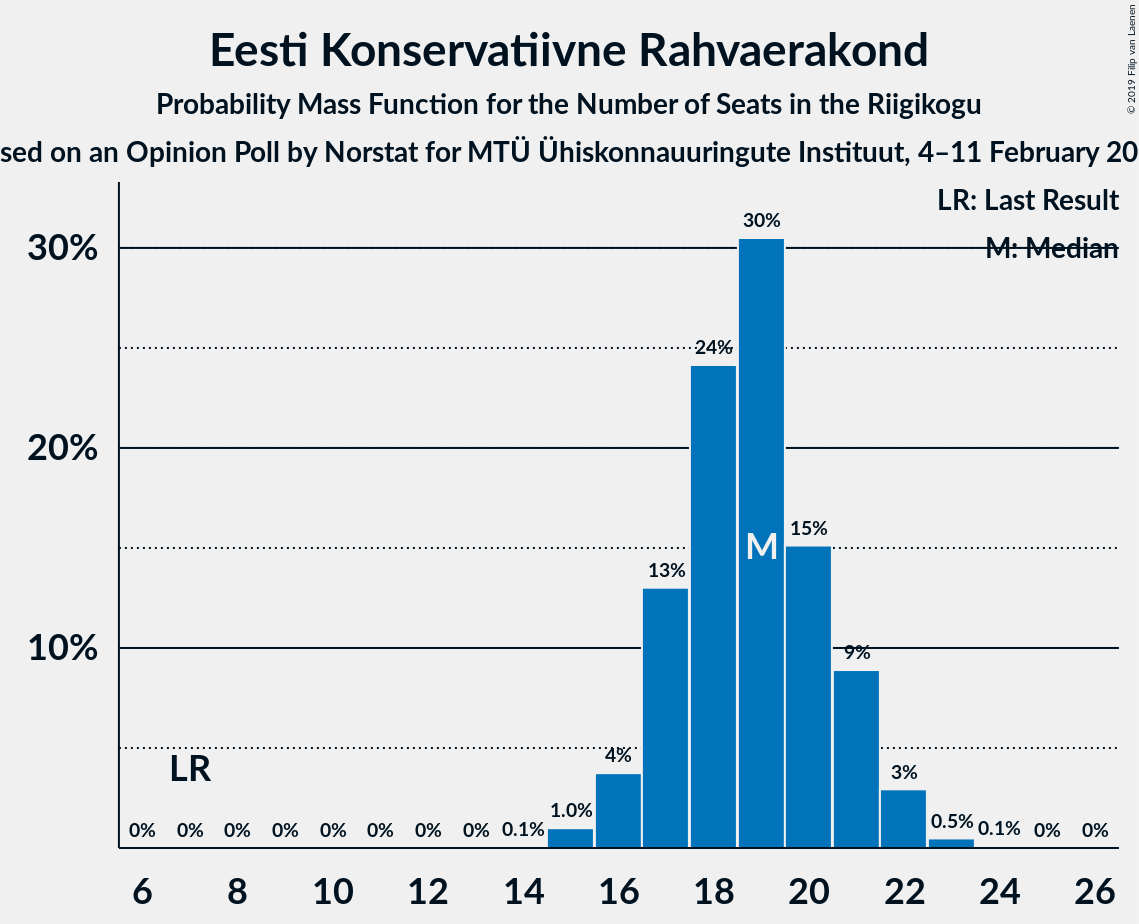 Eesti Konservatiivne Rahvaerakond
Probability Mass Function for the Number of Seats in the Riigikogu
sed on an Opinion Poll by Norstat for MTÜ Ühiskonnauuringute Instituut, 4–11 February 20
© 2019 Filip van Laenen
LR: Last Result
M: Median
30%
20%
10%
30%
24%
M
15%
13%
9%
LR
4%
3%
0% 0% 0% 0% 0% 0% 0% 0% 0.1% 1.0% 0.5% 0.1% 0% 0%
6 8 10 12 14 16 18 20 22 24 26